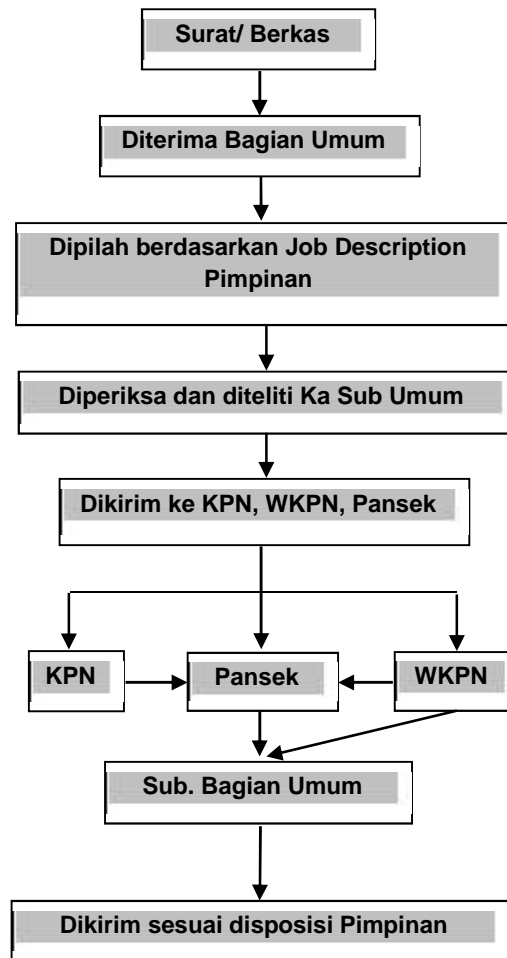 Surat/ Berkas
Diterima Bagian Umum
Dipilah berdasarkan Job Description
Pimpinan
Diperiksa dan diteliti Ka Sub Umum
Dikirim ke KPN, WKPN, Pansek
KPN
Pansek
WKPN
Sub. Bagian Umum
Dikirim sesuai disposisi Pimpinan